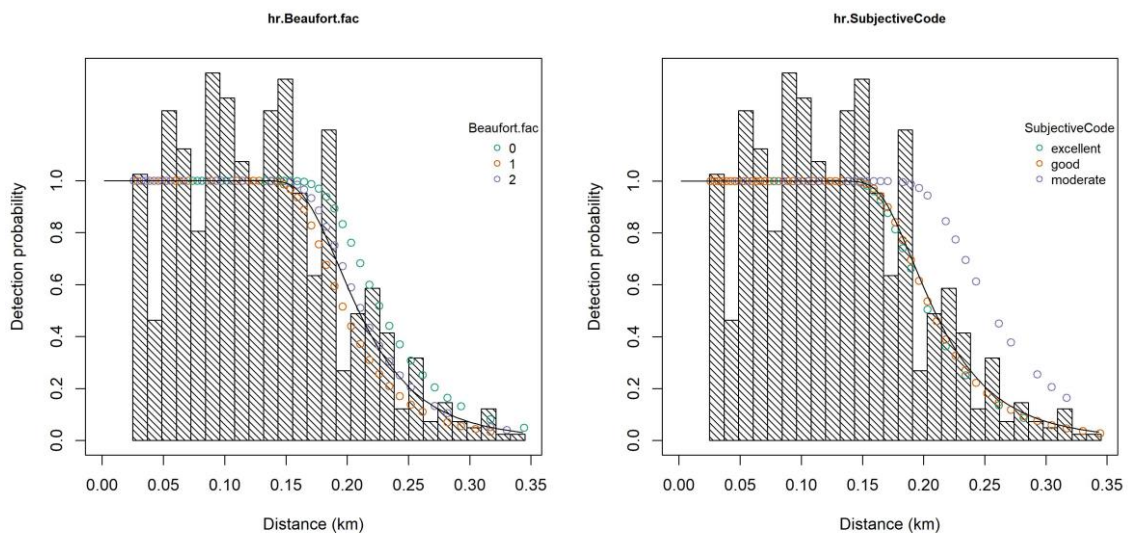 hr.Beaufort.fac
Detection probability
1.0
0.8
0.6
0.4
0.2
0.0
Beaufort.fac
0
1
2
0.00 0.05 0.10 0.15 0.20 0.25 0.30 0.35
Distance (km)
hr.SubjectiveCode
Detection probability
1.0
0.8
0.6
0.4
0.2
0.0
SubjectiveCode
excellent
good
moderate
0.00 0.05 0.10 0.15 0.20 0.25 0.30 0.35
Distance (km)